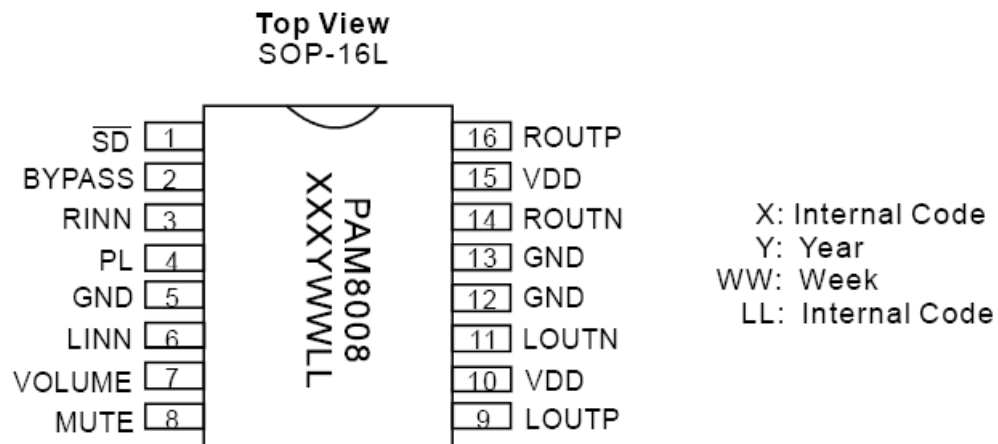 Top View
SOP-16L
SD 1
BYPASS 2
RINN 3
PL 4
GND 5
LINN 6
VOLUME 7
MUTE 8
PAM8008
XXXYWWLL
16 ROUTP
15 VDD
14 ROUTN
13 GND
12 GND
11 LOUTN
10 VDD
9 LOUTP
X: Internal Code
Y: Year
WW: Week
LL: Internal Code